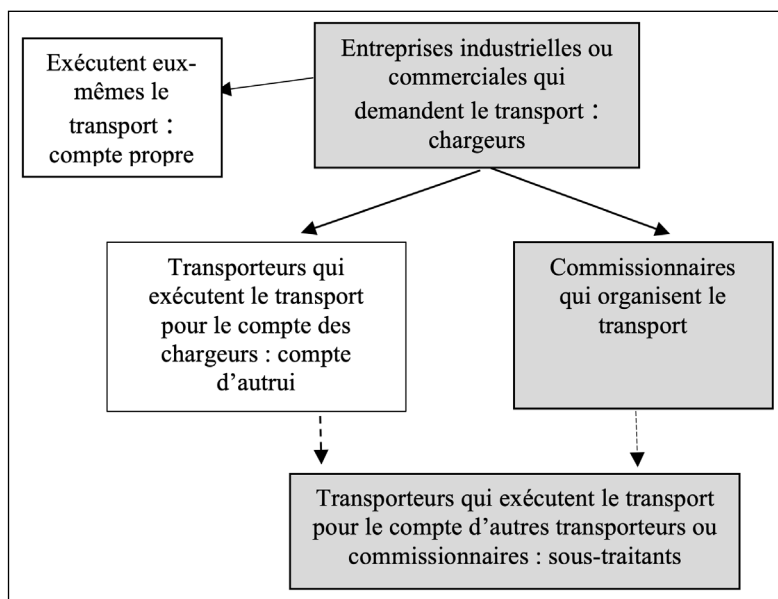 Exécutent eux-
mêmes le
transport :
compte propre
Entreprises industrielles ou
commerciales qui
demandent le transport :
chargeurs
Transporteurs qui
exécutent le transport
pour le compte des
chargeurs : compte
d’autrui
Commissionnaires
qui organisent le
transport
Transporteurs qui exécutent le transport
pour le compte d’autres transporteurs ou
commissionnaires : sous-traitants